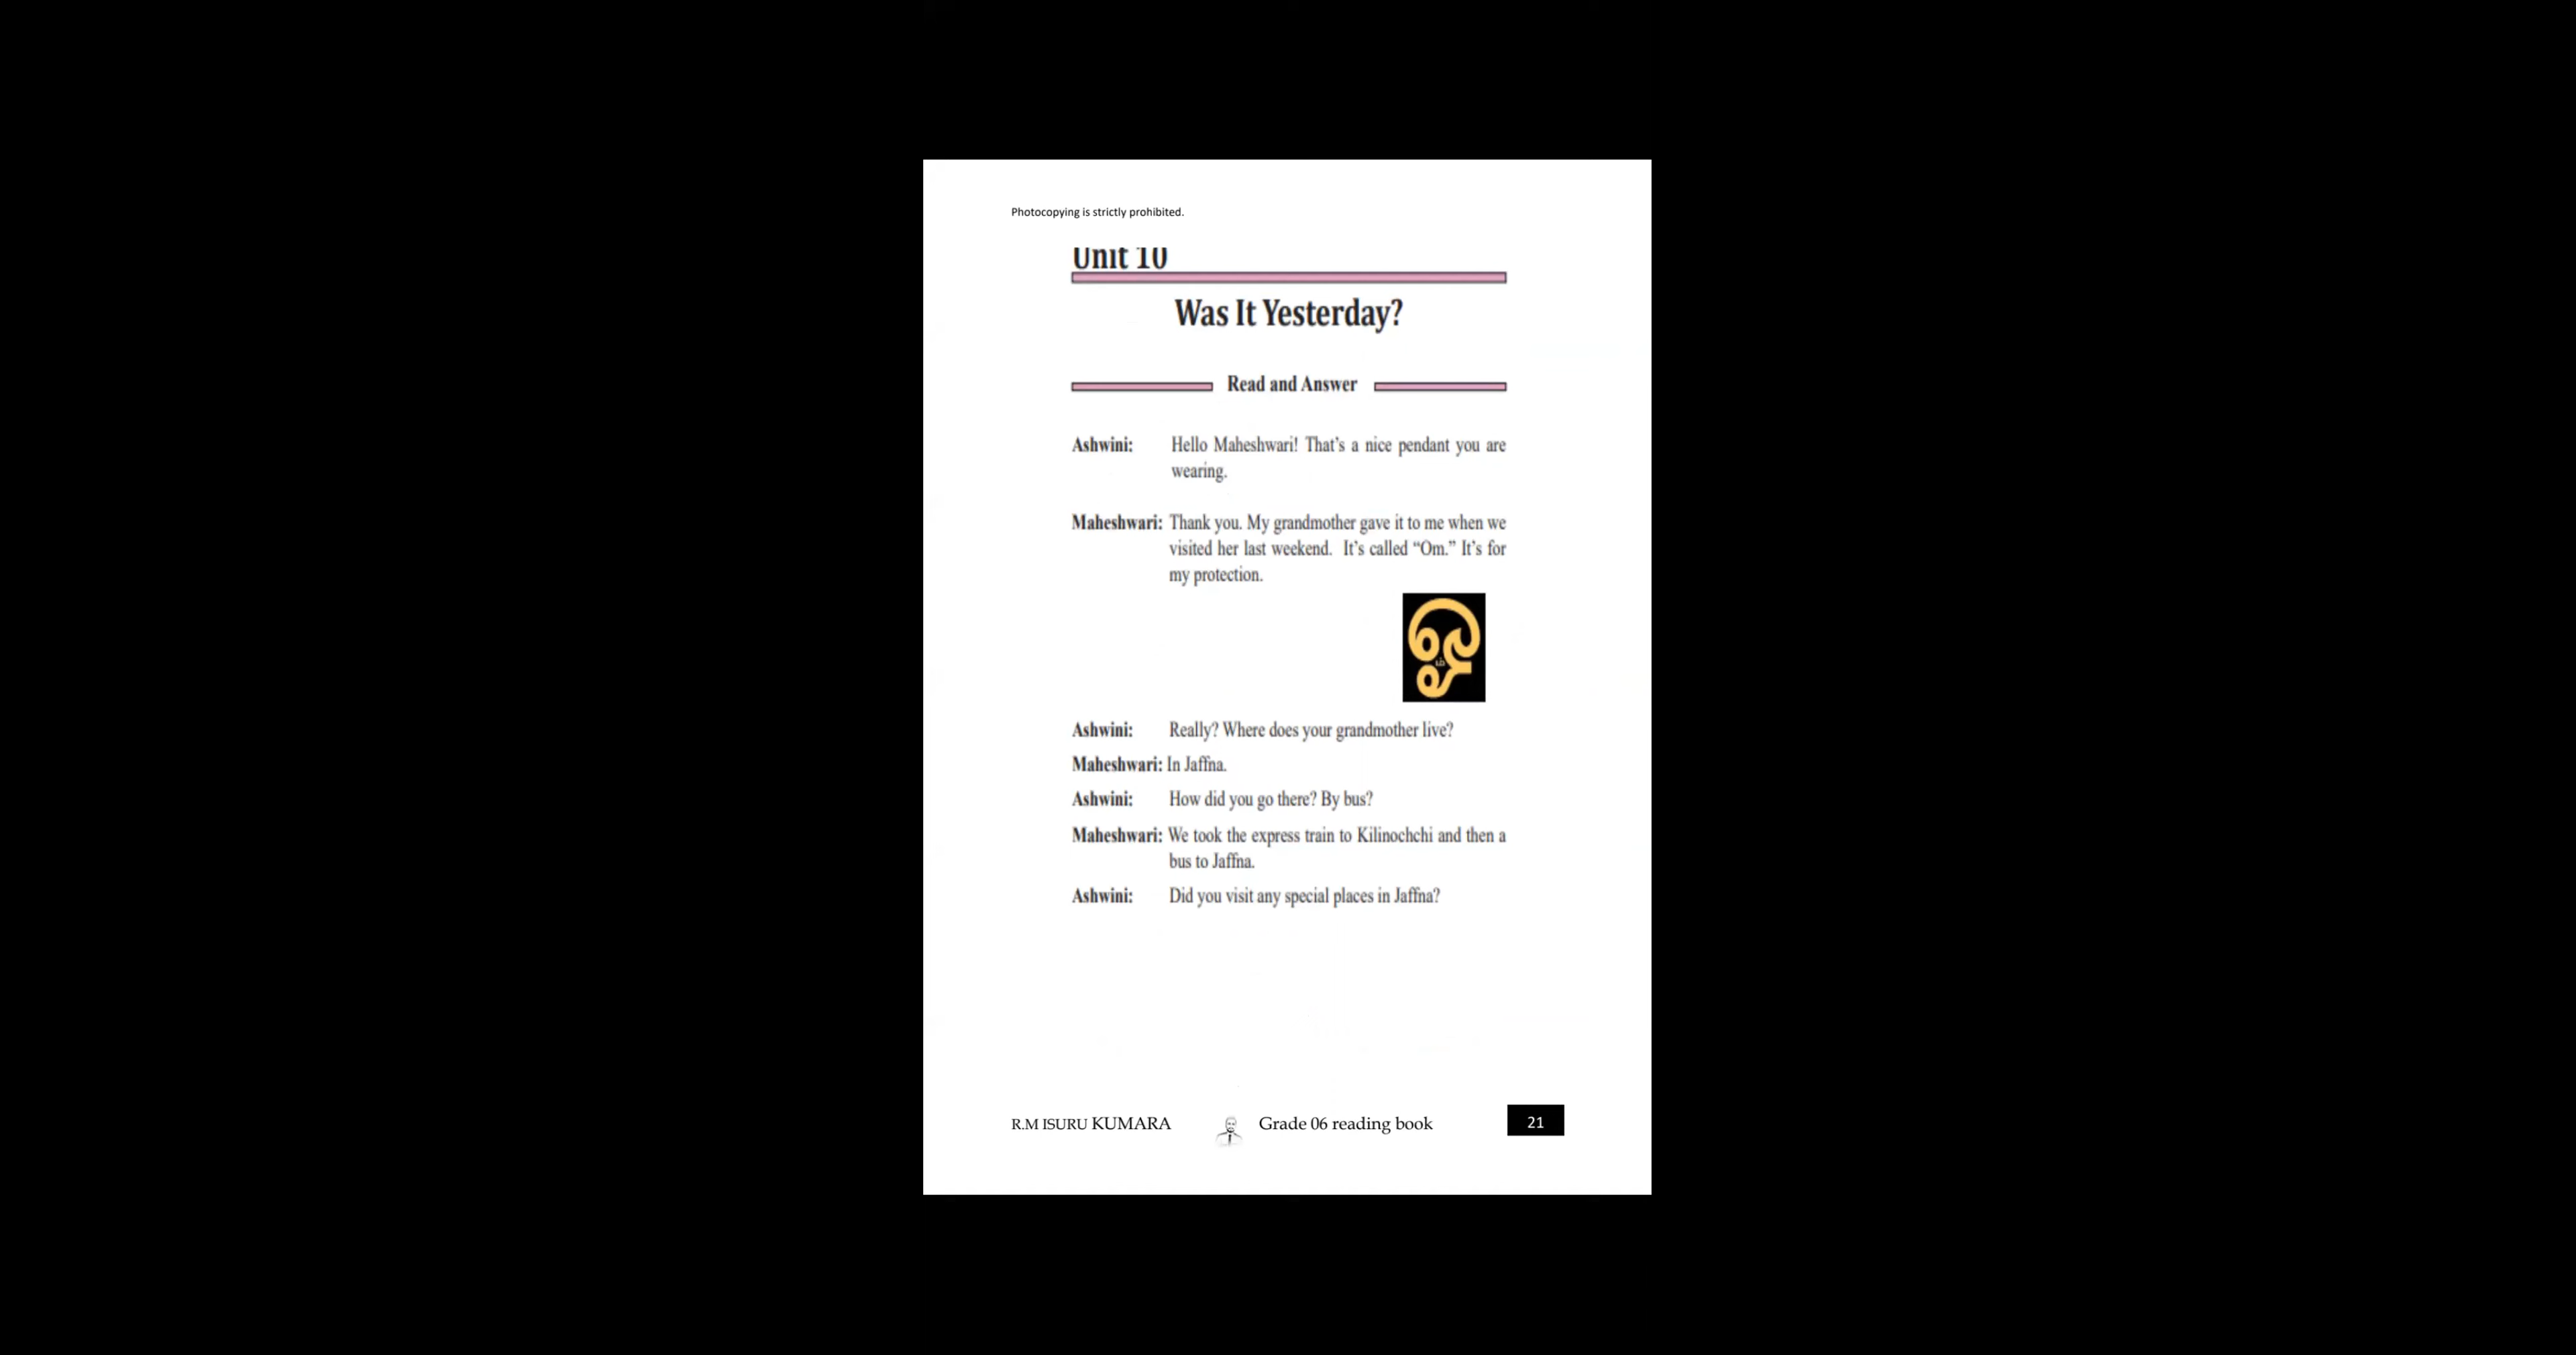 Photocopying is strictly prohibited.
Unit 10
Was It Yesterday?
Read and Answer
Ashwini: Hello Maheshwari! That's a nice pendant you are
wearing.
Maheshwari: Thank you. My grandmother gave it to me when we
visited her last weekend. It's called “Om.” It's for
my protection.
ஓ
ம்
Ashwini: Really? Where does your grandmother live?
Maheshwari: In Jaffna.
Ashwini: How did you go there? By bus?
Maheshwari: We took the express train to Kilinochchi and then a
bus to Jaffna.
Ashwini: Did you visit any special places in Jaffna?
R.M ISURU KUMARA Grade 06 reading book 21